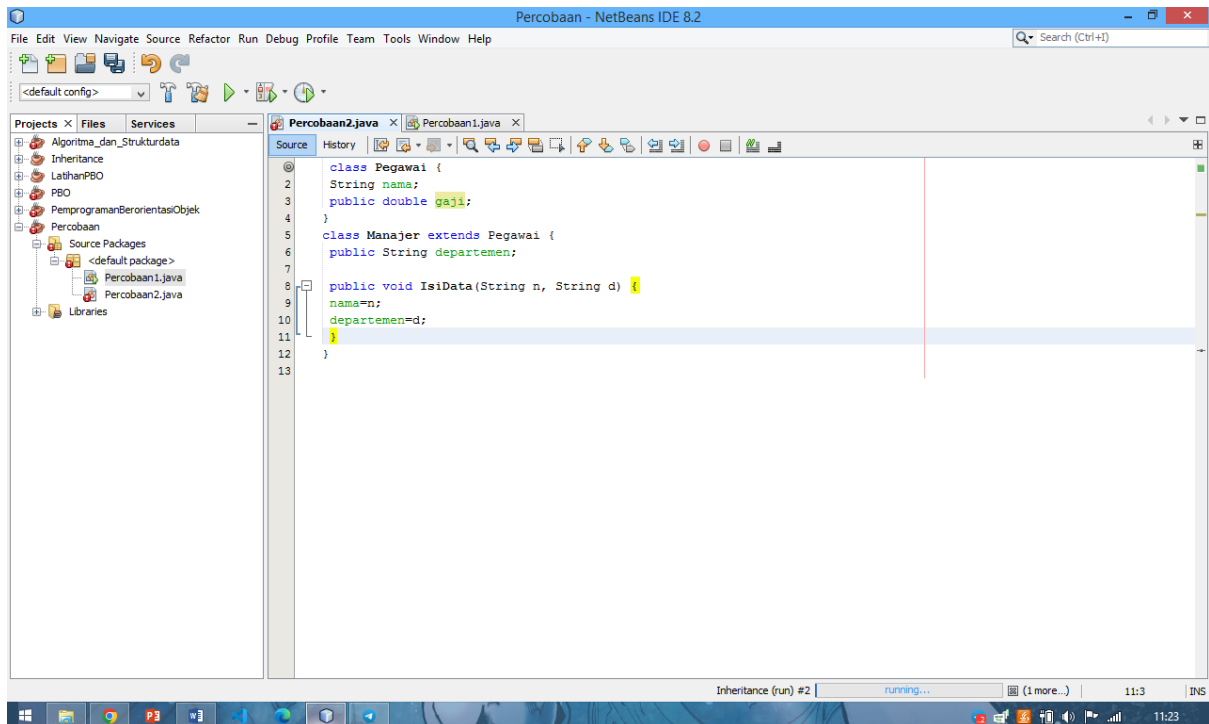 Percobaan - NetBeans IDE 8.2
File Edit View Navigate Source Refactor Run Debug Profile Team Tools Window Help
Search (Ctrl+I)
<default config>
Projects Files Services
Percobaan2.java Percobaan1.java
Source History
Algoritma_dan_Strukturdata
Inheritance
LatihanPBO
PBO
PemprogramanBerorientasiObjek
Percobaan
Source Packages
<default package>
Percobaan1.java
Percobaan2.java
Libraries
class Pegawai {
2 String nama;
3 public double gaji;
4 }
5 class Manajer extends Pegawai {
6 public String departemen;
7
8 public void IsiData(String n, String d) {
9 nama=n;
10 departemen=d;
11 }
12 }
13
Inheritance (run) #2 running... (1 more...) 11:3 INS
11:23